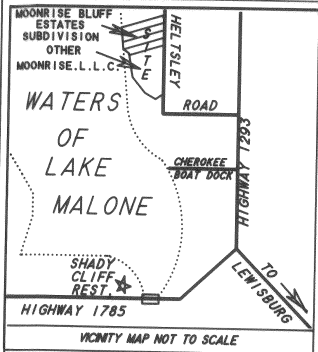 MOONRISE BLUFF
ESTATES
SUBDIVISION
OTHER
MOONRISE.L.L.C.
SITE
HELTSLEY
ROAD
WATERS
OF
LAKE
MALONE
CHEROKEE
BOAT DOCK
HIGHWAY 1293
SHADY
CLIFF
REST.
TO
LEWISBURG
HIGHWAY 1785
VICINITY MAP NOT TO SCALE